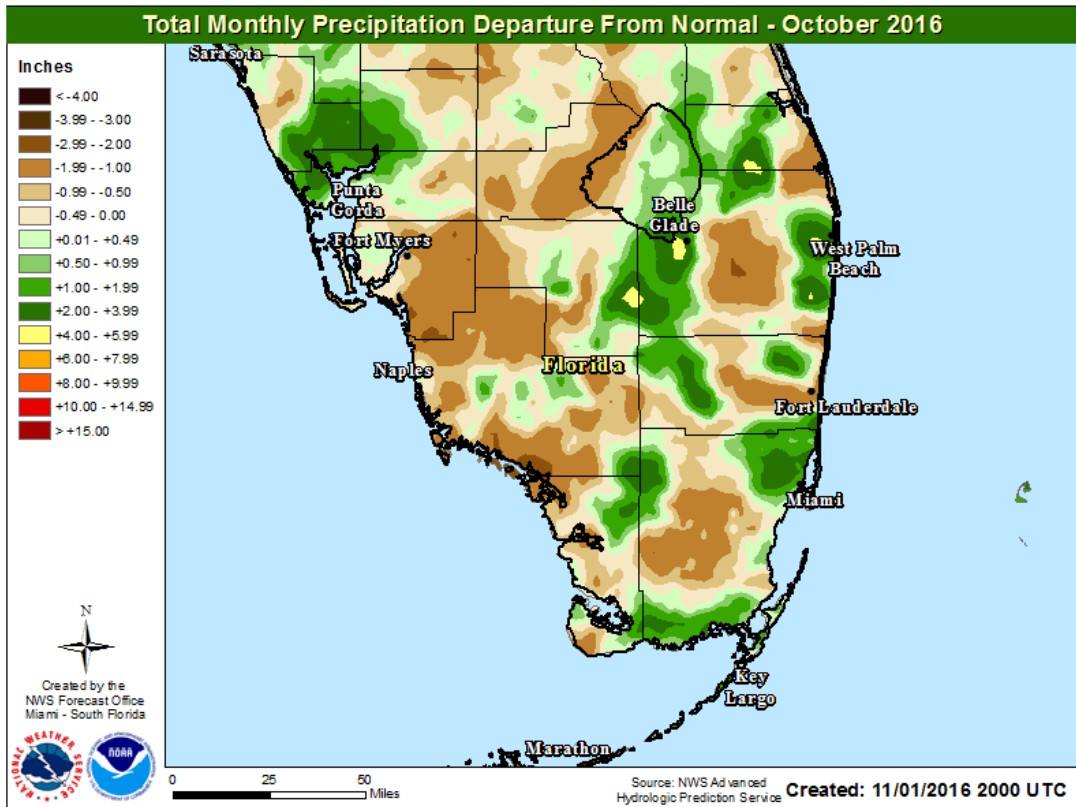 Total Monthly Precipitation Departure From Normal - October 2016
Inches
< -4.00
-3.99 - -3.00
-2.99 - -2.00
-1.99 - -1.00
-0.99 - -0.50
-0.49 - 0.00
+0.01 - +0.49
+0.50 - +0.99
+1.00 - +1.99
+2.00 - +3.99
+4.00 - +5.99
+6.00 - +7.99
+8.00 - +9.99
+10.00 - +14.99
> +15.00
Sarasota
Punta
Gorda
Fort Myers
Belle
Glade
West Palm
Beach
Naples
Florida
Fort Lauderdale
Miami
Key
Largo
Marathon
N
Created by the
NWS Forecast Office
Miami - South Florida
NATIONAL WEATHER SERVICE
NOAA
0 25 50
Miles
Source: NWS Advanced
Hydrologic Prediction Service
Created: 11/01/2016 2000 UTC